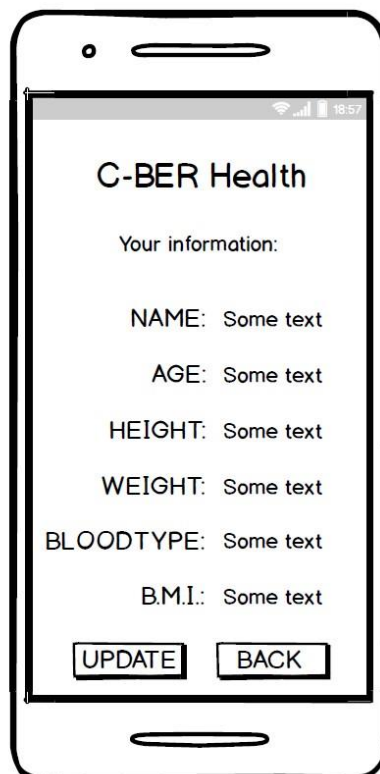 18:57
C-BER Health
Your information:
NAME: Some text
AGE: Some text
HEIGHT: Some text
WEIGHT: Some text
BLOODTYPE: Some text
B.M.I.: Some text
UPDATE BACK